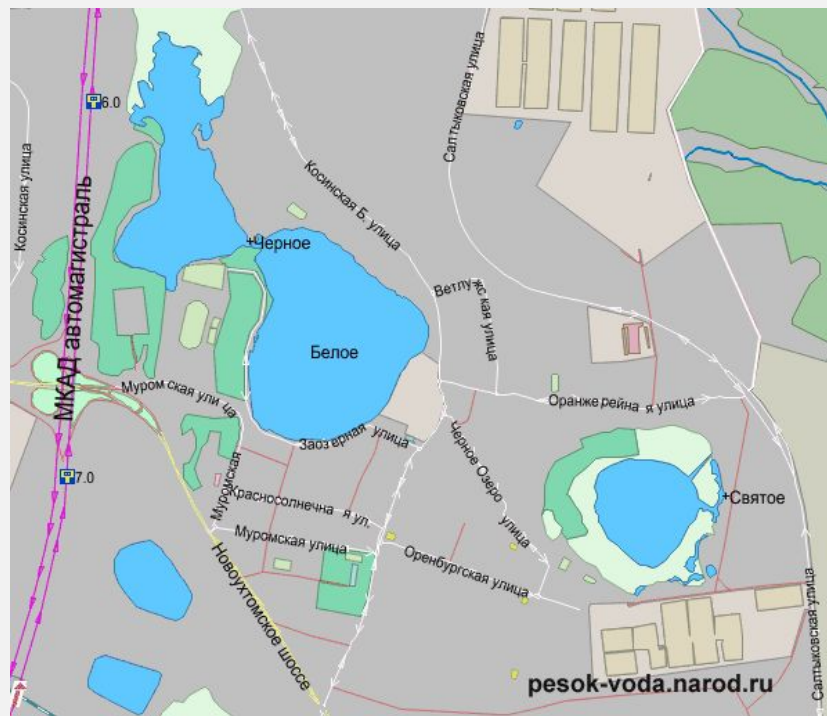 6.0
Косинская улица
МКАД автомагистраль
Салтыковская улица
Косинская Б. улица
Черное
Ветлужская улица
Белое
Муромская улица
Оранжерейная улица
Заозерная улица
Черное Озеро улица
Муромская
7.0
Красносолнечная ул.
Святое
Муромская улица
Оренбургская улица
Новоухтомское шоссе
Салтыковская улица
pesok-voda.narod.ru